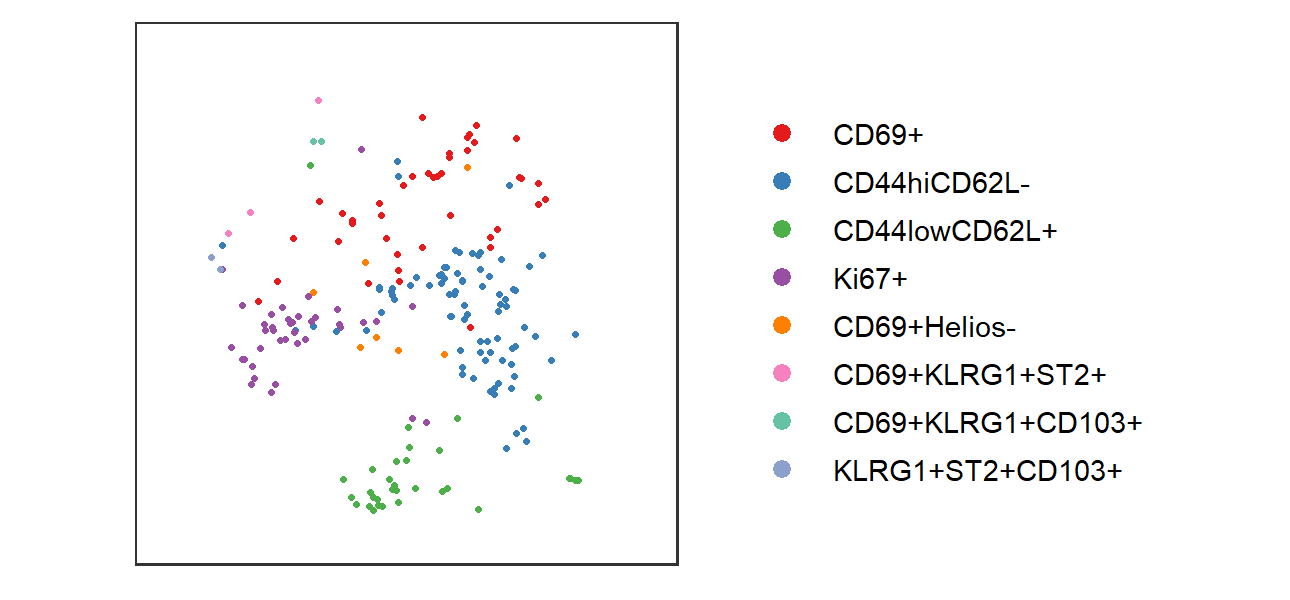 CD69+
CD44hiCD62L-
CD44lowCD62L+
Ki67+
CD69+Helios-
CD69+KLRG1+ST2+
CD69+KLRG1+CD103+
KLRG1+ST2+CD103+